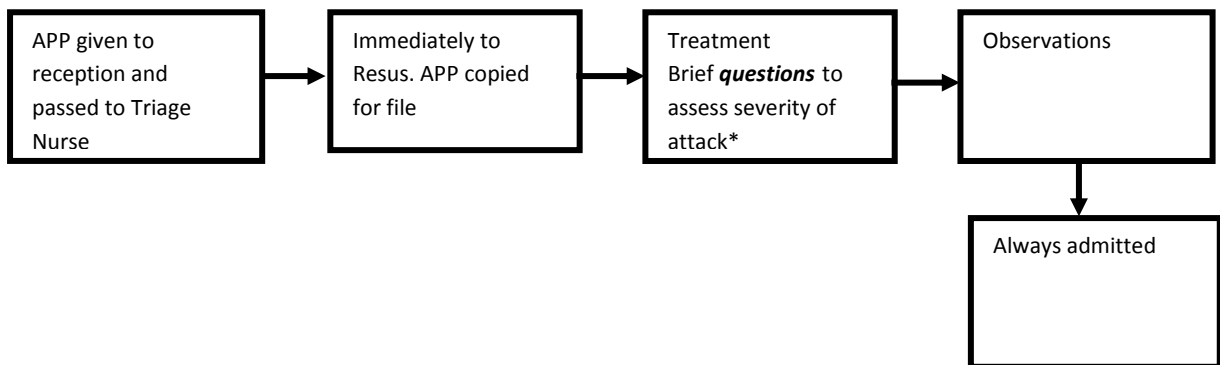 APP given to
reception and
passed to Triage
Nurse
Immediately to
Resus. APP copied
for file
Treatment
Brief questions to
assess severity of
attack*
Observations
Always admitted